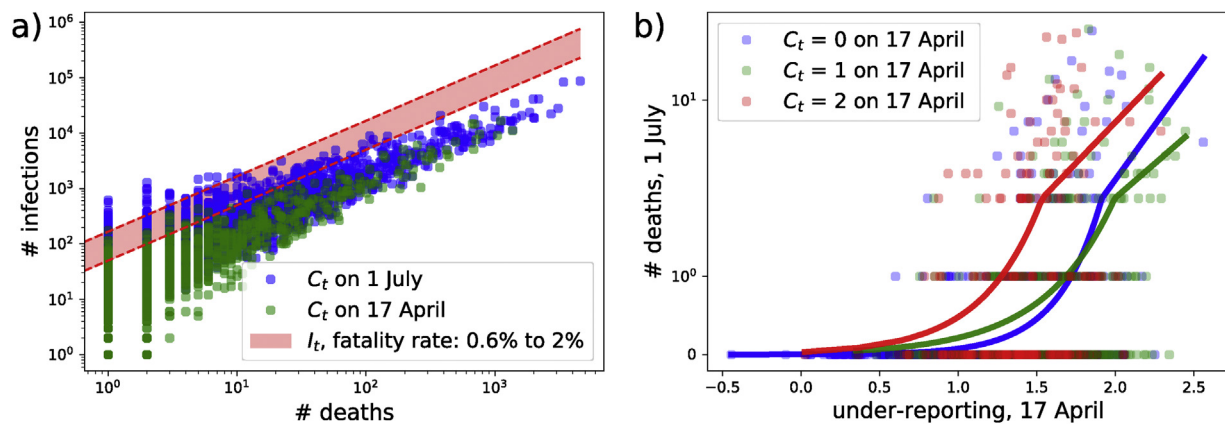 a)
10⁶
10⁵
10⁴
10³
10²
10¹
10⁰
# infections
C_t on 1 July
C_t on 17 April
I_t, fatality rate: 0.6% to 2%
10⁰ 10¹ 10² 10³
# deaths
b)
C_t = 0 on 17 April
C_t = 1 on 17 April
C_t = 2 on 17 April
10¹
10⁰
0
# deaths, 1 July
−0.5 0.0 0.5 1.0 1.5 2.0 2.5
under-reporting, 17 April